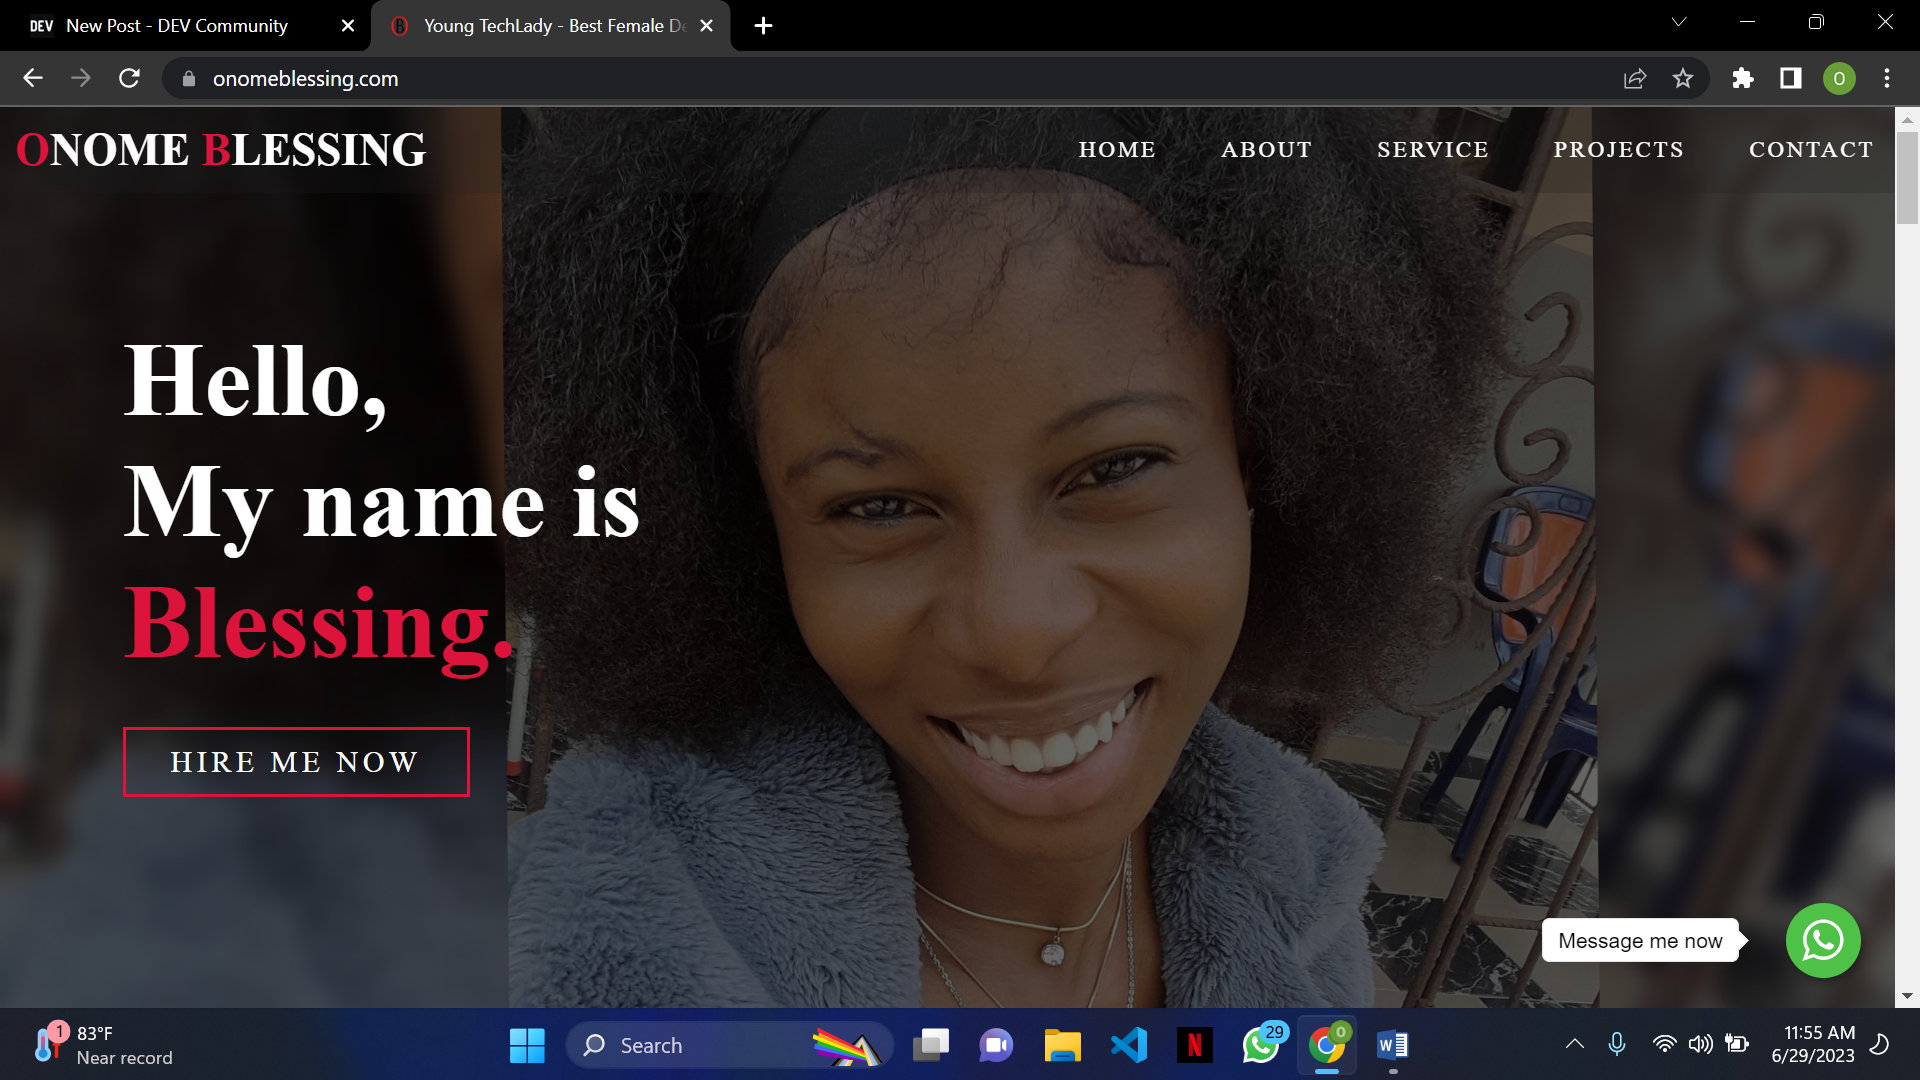 DEV New Post - DEV Community
B Young TechLady - Best Female De
onomeblessing.com
O
ONOME BLESSING
HOME ABOUT SERVICE PROJECTS CONTACT
Hello,
My name is
Blessing.
HIRE ME NOW
Message me now
1
83°F
Near record
Search
N
29
0
W
11:55 AM
6/29/2023